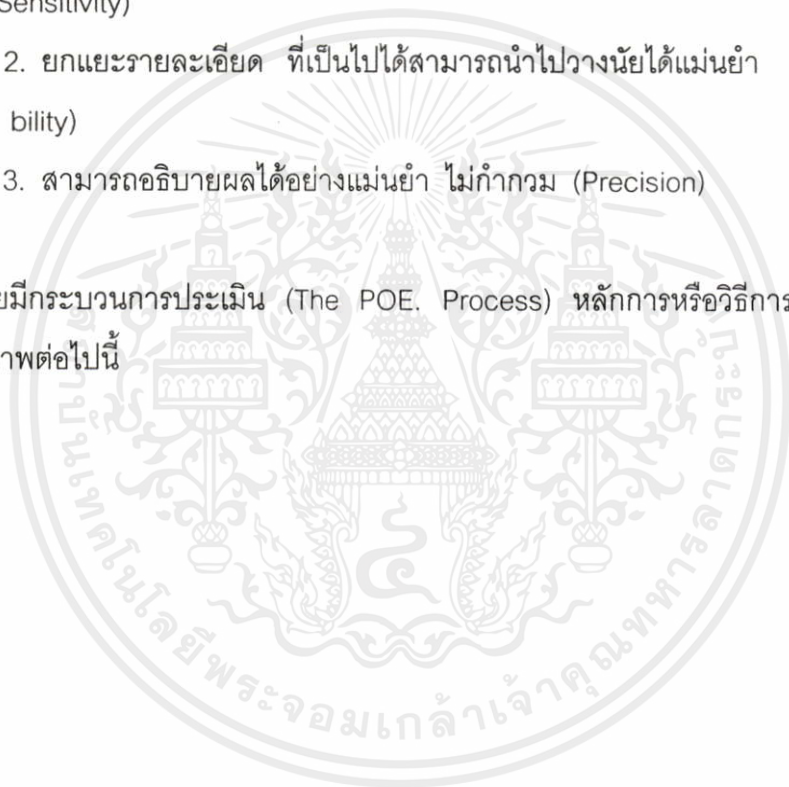 Sensitivity)
2. ยกแยะรายละเอียด ที่เป็นไปได้สามารถนำไปวางนัยได้แม่นยำ
bility)
3. สามารถอธิบายผลได้อย่างแม่นยำ ไม่กำกวม (Precision)
ยมีกระบวนการประเมิน (The POE. Process) หลักการหรือวิธีการ
าพต่อไปนี้
สถาบันเทคโนโลยีพระจอมเกล้าเจ้าคุณทหารลาดกระบัง